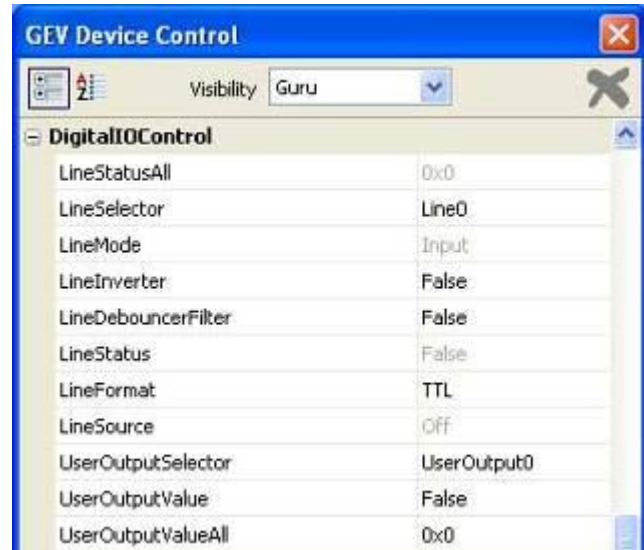 GEV Device Control
Visibility Guru
DigitalIOControl
LineStatusAll 0x0
LineSelector Line0
LineMode Input
LineInverter False
LineDebouncerFilter False
LineStatus False
LineFormat TTL
LineSource Off
UserOutputSelector UserOutput0
UserOutputValue False
UserOutputValueAll 0x0